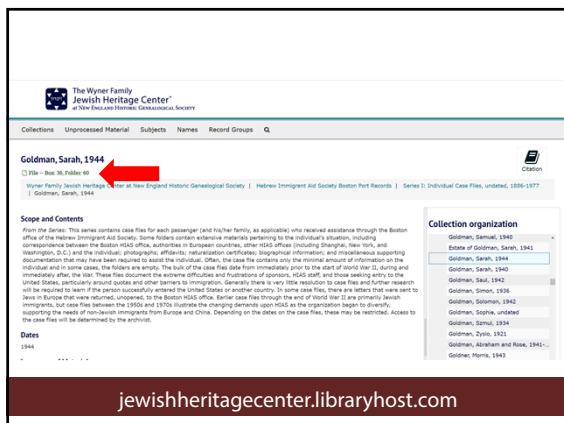 The Wyner Family
Jewish Heritage Center
at New England Historic Genealogical Society
Collections Unprocessed Material Subjects Names Record Groups
Goldman, Sarah, 1944
File — Box: 36, Folder: 60
Citation
Wyner Family Jewish Heritage Center at New England Historic Genealogical Society | Hebrew Immigrant Aid Society Boston Port Records | Series I: Individual Case Files, undated, 1886-1977
| Goldman, Sarah, 1944
Scope and Contents
From the Series: This series contains case files for each passenger (and his/her family, as applicable) who received assistance through the Boston
office of the Hebrew Immigrant Aid Society. Some folders contain extensive materials pertaining to the individual's situation, including
correspondence between the Boston HIAS office, authorities in European countries, other HIAS offices (including Shanghai, New York, and
Washington, D.C.) and the individual; photographs; affidavits; naturalization certificates; biographical information; and miscellaneous supporting
documentation that may have been required to assist the individual. Often, the case file contains only the minimal amount of information on the
individual and in some cases, the folders are empty. The bulk of the case files date from immediately prior to the start of World War II, during and
immediately after, the War. These files document the extreme difficulties and frustrations of sponsors, HIAS staff, and those seeking entry to the
United States, particularly around quotas and other barriers to immigration. Generally there is very little resolution to case files and further research
will be required to learn if the person successfully entered the United States or another country. In some case files, there are letters that were sent to
Jews in Europe that were returned, unopened, to the Boston HIAS office. Earlier case files through the end of World War II are primarily Jewish
immigrants, but case files between the 1950s and 1970s illustrate the changing demands upon HIAS as the organization began to diversify,
supporting the needs of non-Jewish immigrants from Europe and China. Depending on the dates on the case files, these may be restricted. Access to
the case files will be determined by the archivist.
Dates
1944
Collection organization
Goldman, Samuel, 1940
Estate of Goldman, Sarah, 1941
Goldman, Sarah, 1944
Goldman, Sarah, 1940
Goldman, Saul, 1942
Goldman, Simon, 1936
Goldman, Solomon, 1942
Goldman, Sophie, undated
Goldman, Szmul, 1934
Goldman, Zysio, 1921
Goldman, Abraham and Rose, 1941-...
Goldner, Morris, 1943
jewishheritagecenter.libraryhost.com